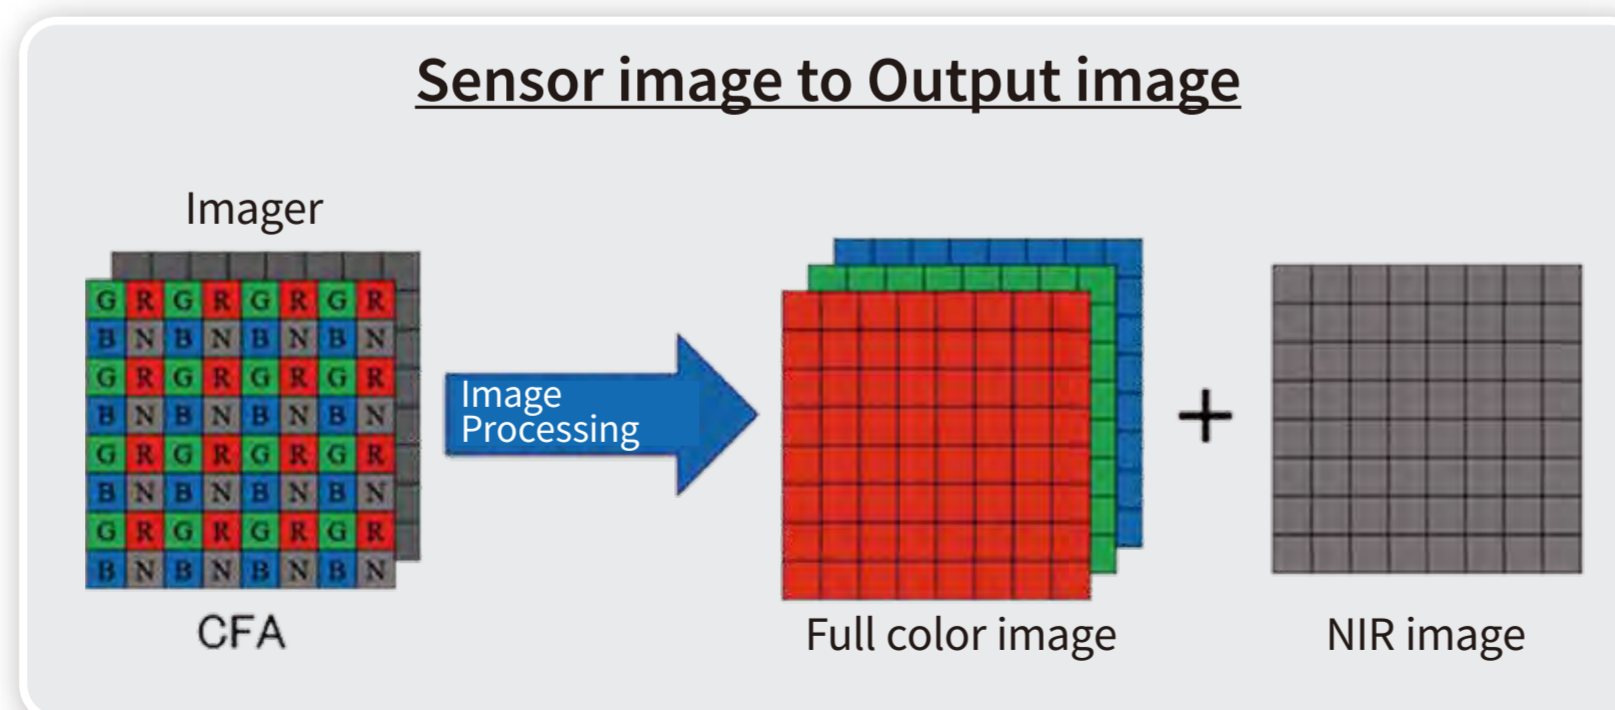 Sensor image to Output image
Imager
G R G R G R G R
B N B N B N B N
G R G R G R G R
B N B N B N B N
G R G R G R G R
B N B N B N B N
G R G R G R G R
B N B N B N B N
CFA
Image
Processing
+
Full color image
NIR image